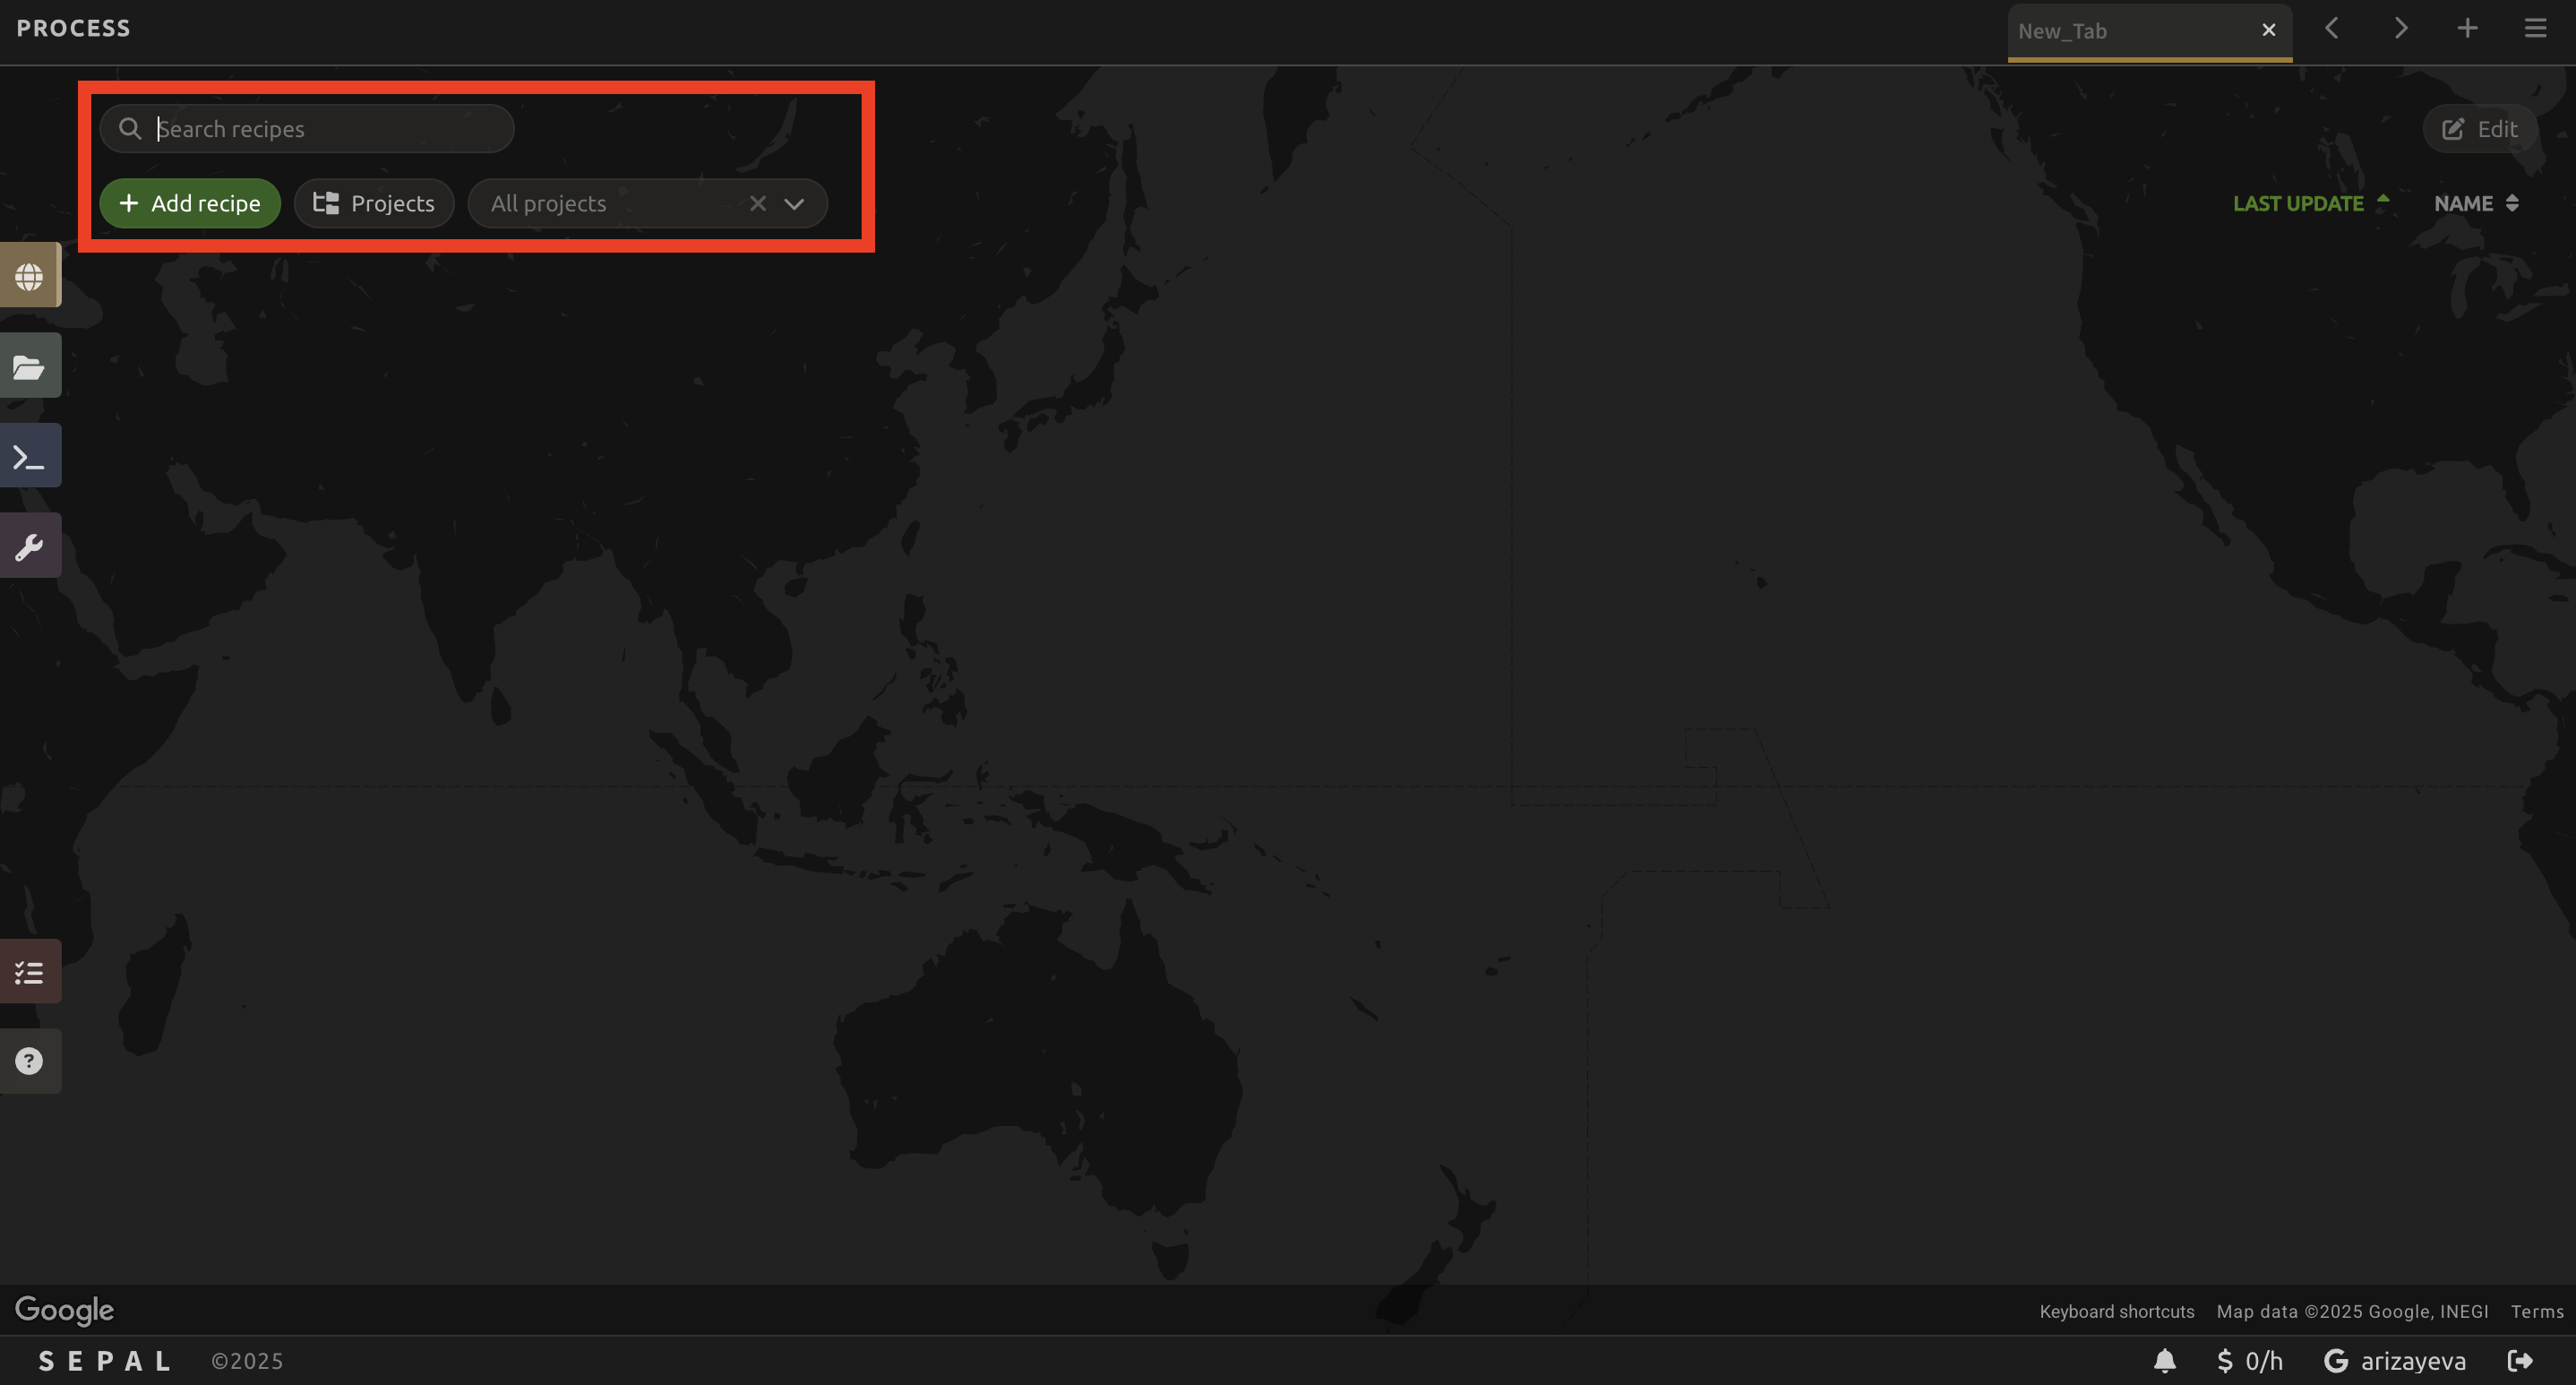 PROCESS
New_Tab
Search recipes
Edit
Add recipe
Projects
All projects
LAST UPDATE
NAME
Google
Keyboard shortcuts
Map data ©2025 Google, INEGI
Terms
SEPAL
©2025
$ 0/h
G arizayeva